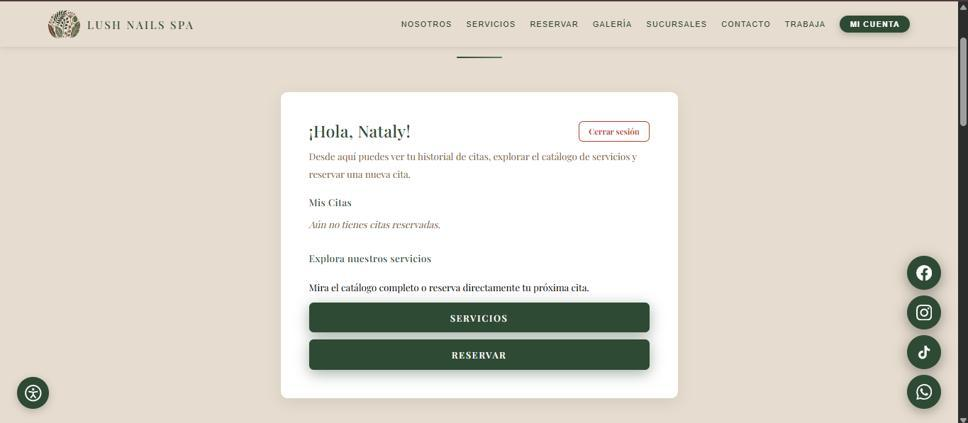 LUSH NAILS SPA
NOSOTROS SERVICIOS RESERVAR GALERÍA SUCURSALES CONTACTO TRABAJA MI CUENTA
¡Hola, Nataly!
Cerrar sesión
Desde aquí puedes ver tu historial de citas, explorar el catálogo de servicios y
reservar una nueva cita.
Mis Citas
Aún no tienes citas reservadas.
Explora nuestros servicios
Mira el catálogo completo o reserva directamente tu próxima cita.
SERVICIOS
RESERVAR